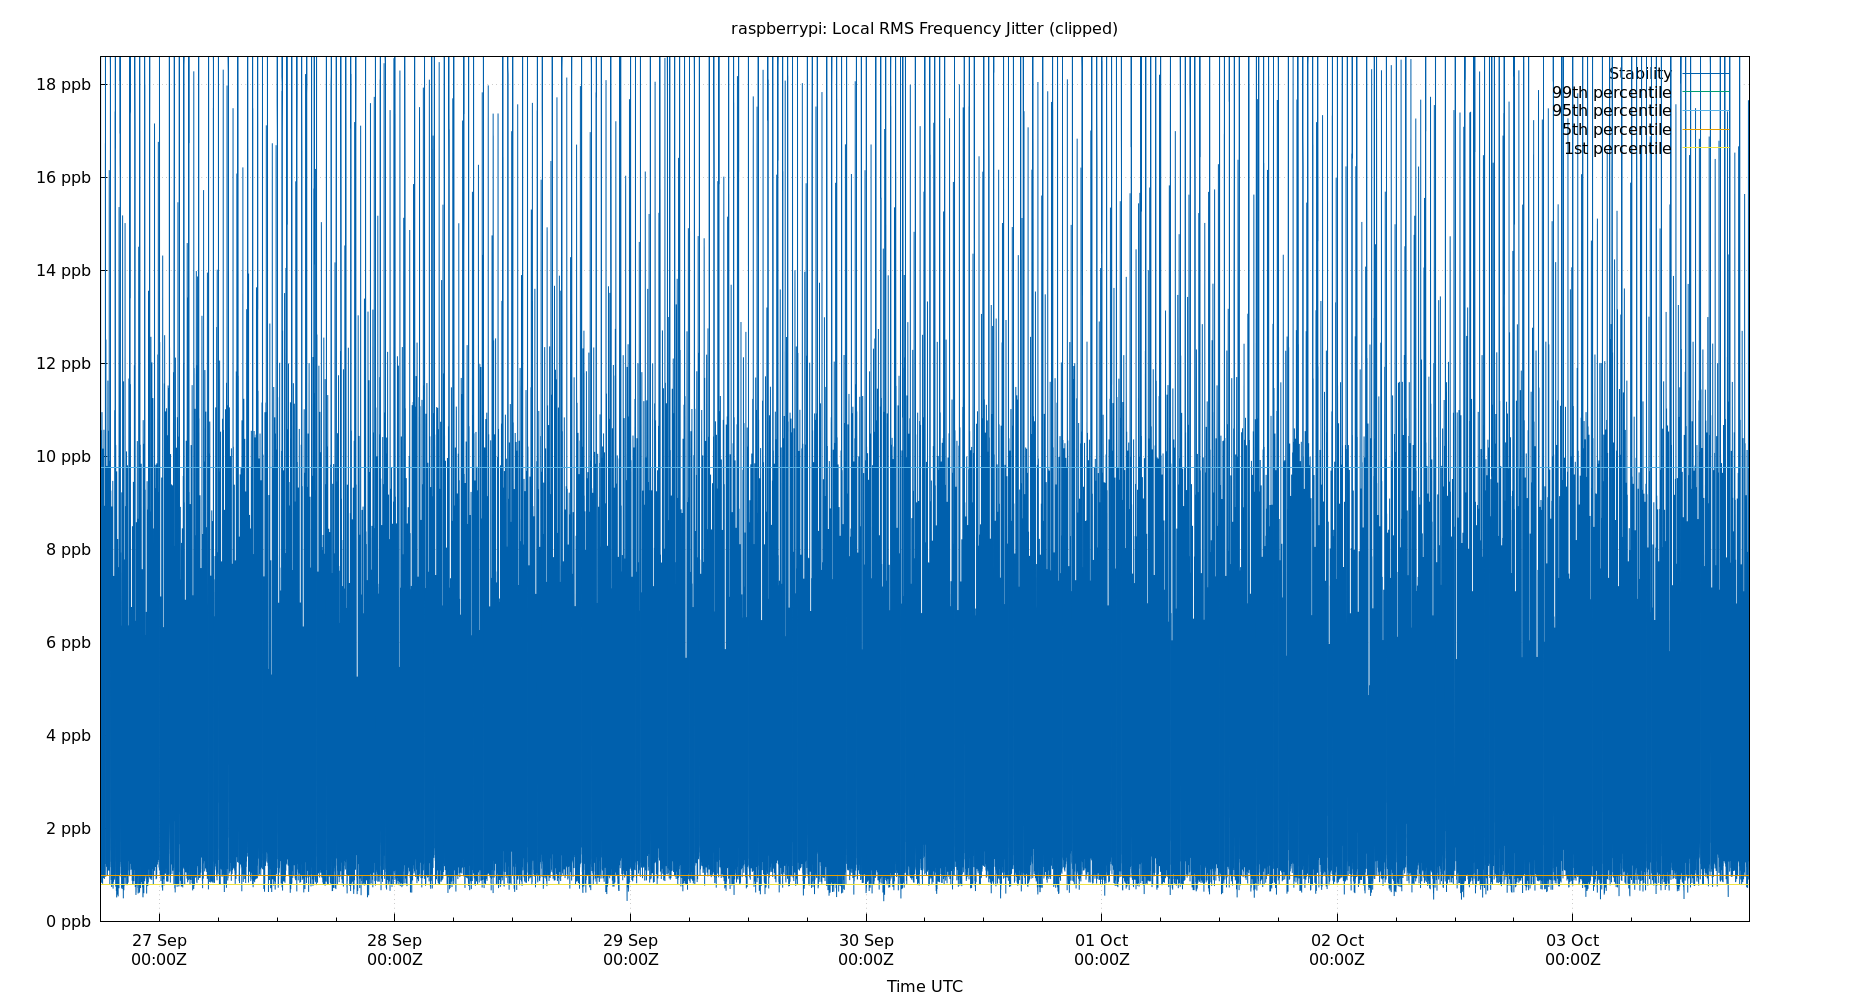 raspberrypi: Local RMS Frequency Jitter (clipped)
18 ppb
16 ppb
14 ppb
12 ppb
10 ppb
8 ppb
6 ppb
4 ppb
2 ppb
0 ppb
Stability
99th percentile
95th percentile
5th percentile
1st percentile
27 Sep 28 Sep 29 Sep 30 Sep 01 Oct 02 Oct 03 Oct
00:00Z 00:00Z 00:00Z 00:00Z 00:00Z 00:00Z 00:00Z
Time UTC